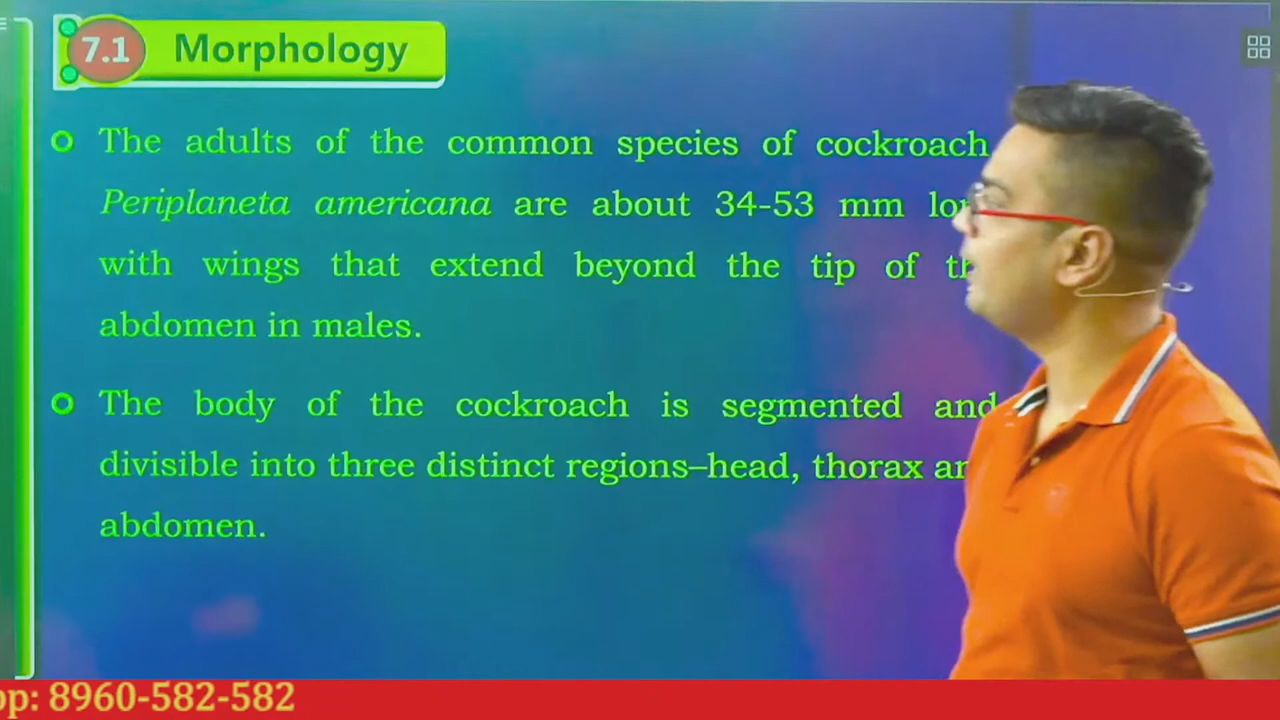 7.1 Morphology
The adults of the common species of cockroach
Periplaneta americana are about 34-53 mm
with wings that extend beyond the tip of
abdomen in males.
The body of the cockroach is segmented and
divisible into three distinct regions–head, thorax
abdomen.
8960-582-582